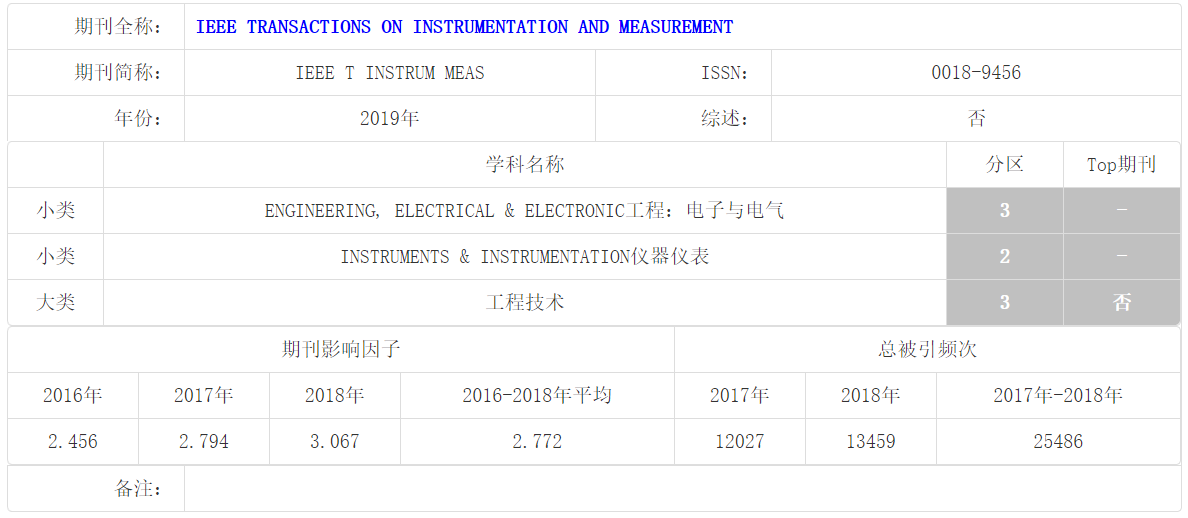 期刊全称： IEEE TRANSACTIONS ON INSTRUMENTATION AND MEASUREMENT
期刊简称： IEEE T INSTRUM MEAS ISSN： 0018-9456
年份： 2019年 综述： 否
学科名称 分区 Top期刊
小类 ENGINEERING, ELECTRICAL & ELECTRONIC工程：电子与电气 3 -
小类 INSTRUMENTS & INSTRUMENTATION仪器仪表 2 -
大类 工程技术 3 否
期刊影响因子 总被引频次
2016年 2017年 2018年 2016-2018年平均 2017年 2018年 2017年-2018年
2.456 2.794 3.067 2.772 12027 13459 25486
备注：